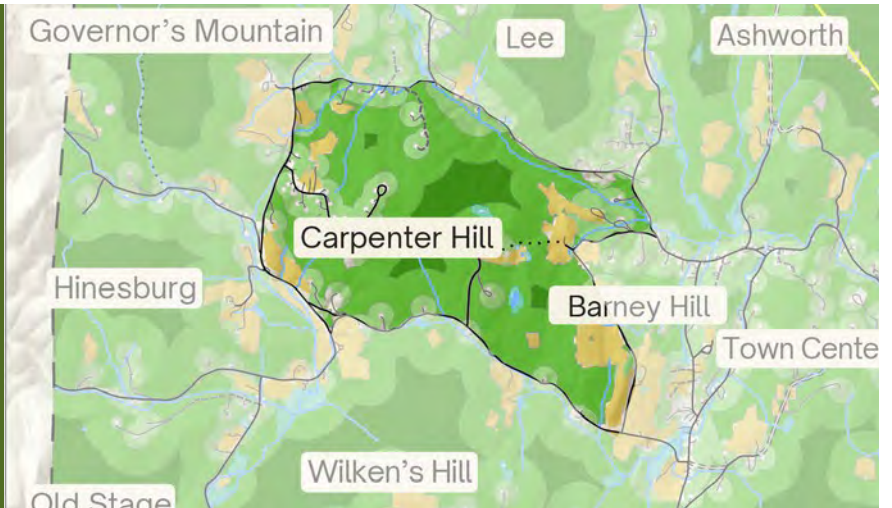 Governor's Mountain
Lee
Ashworth
Carpenter Hill
Hinesburg
Barney Hill
Town Cente
Wilken's Hill
Old Stage